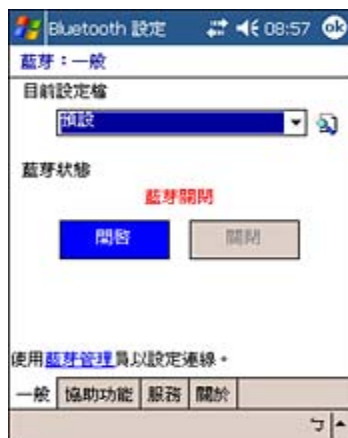 Bluetooth 設定 08:57 ok
藍芽：一般
目前設定檔
預設
藍芽狀態
藍芽關閉
開啓 關閉
使用藍芽管理員以設定連線。
一般 協助功能 服務 關於
ㄅ